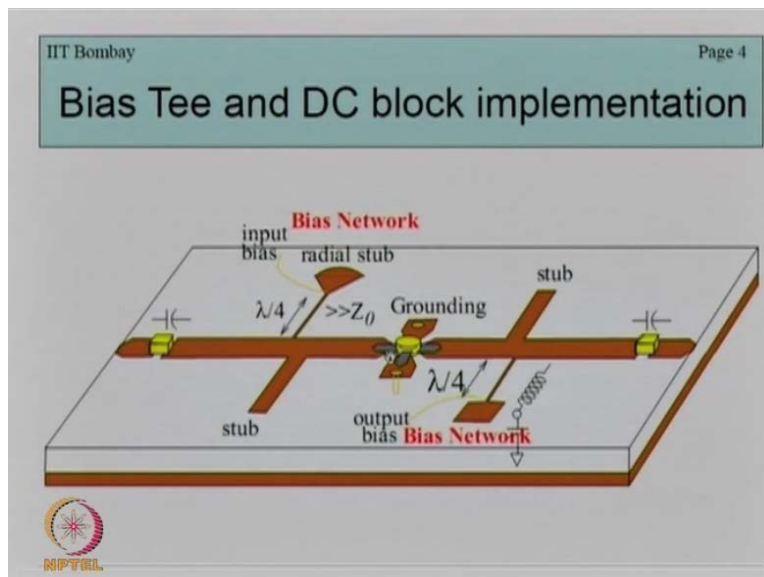 IIT Bombay
Page 4
Bias Tee and DC block implementation
Bias Network
input
bias
radial stub
stub
λ/4
>>Z0
Grounding
λ/4
stub
output
bias
Bias Network
NPTEL